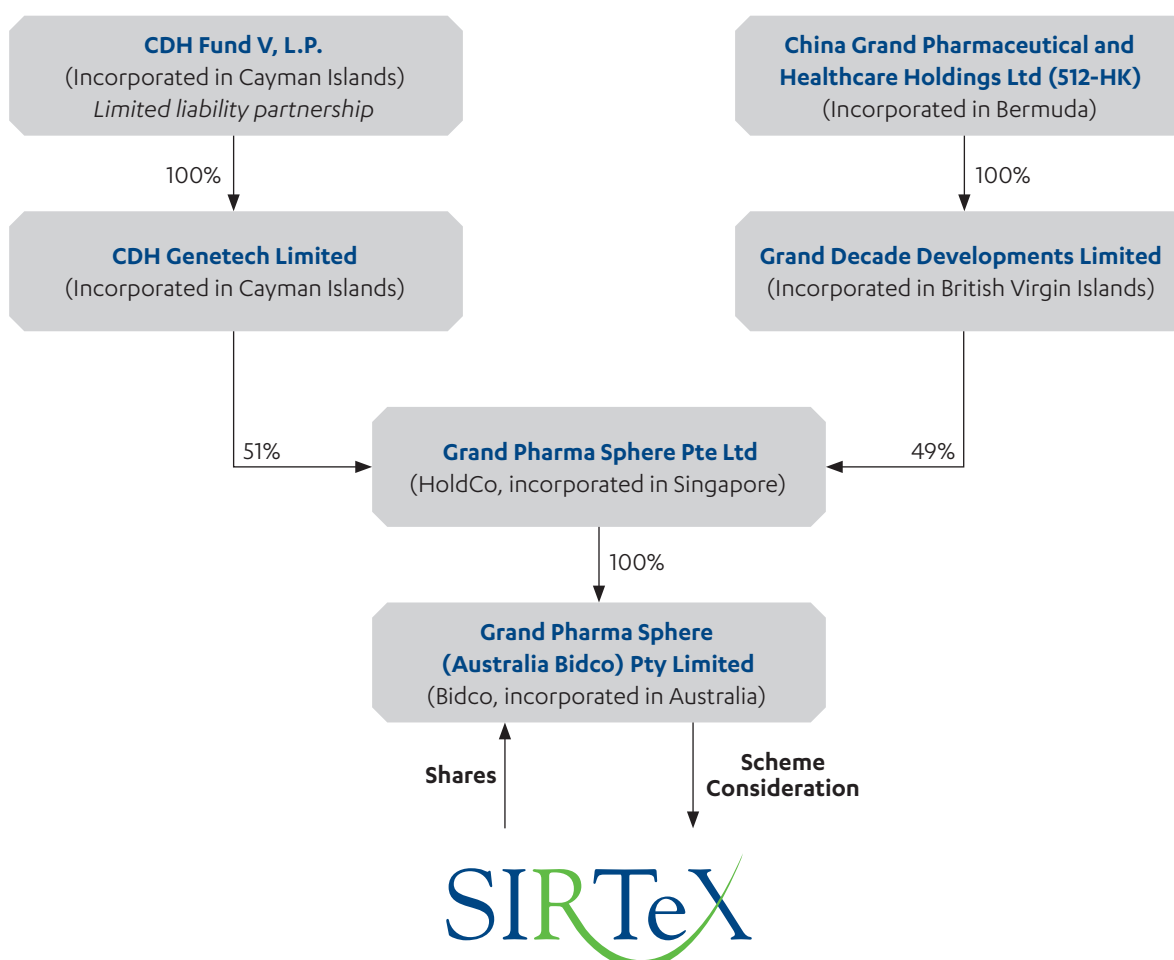 CDH Fund V, L.P.
(Incorporated in Cayman Islands)
Limited liability partnership
China Grand Pharmaceutical and
Healthcare Holdings Ltd (512-HK)
(Incorporated in Bermuda)
100%
100%
CDH Genetech Limited
(Incorporated in Cayman Islands)
Grand Decade Developments Limited
(Incorporated in British Virgin Islands)
51%
Grand Pharma Sphere Pte Ltd
(HoldCo, incorporated in Singapore)
49%
100%
Grand Pharma Sphere
(Australia Bidco) Pty Limited
(Bidco, incorporated in Australia)
Shares
Scheme
Consideration
SIRTeX